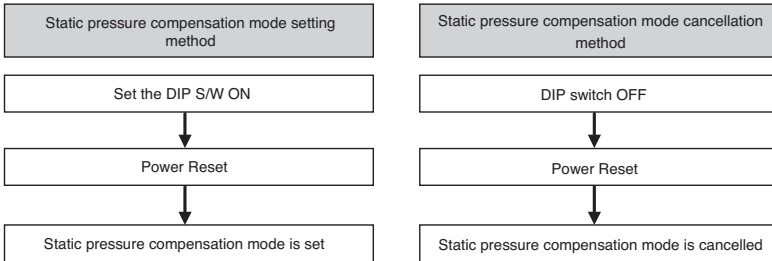 Static pressure compensation mode setting
method
Set the DIP S/W ON
Power Reset
Static pressure compensation mode is set
Static pressure compensation mode cancellation
method
DIP switch OFF
Power Reset
Static pressure compensation mode is cancelled